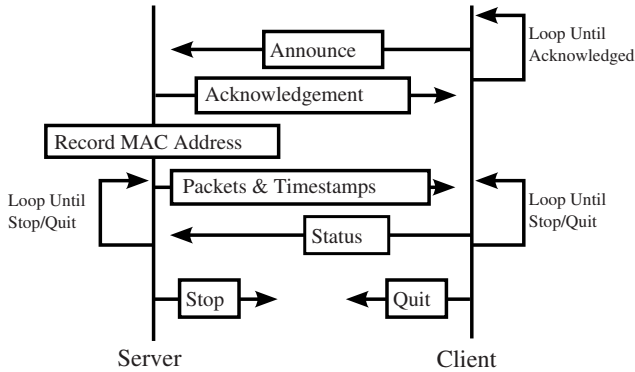 Loop Until
Acknowledged
Announce
Acknowledgement
Record MAC Address
Packets & Timestamps
Loop Until
Stop/Quit
Loop Until
Stop/Quit
Status
Stop
Quit
Server
Client